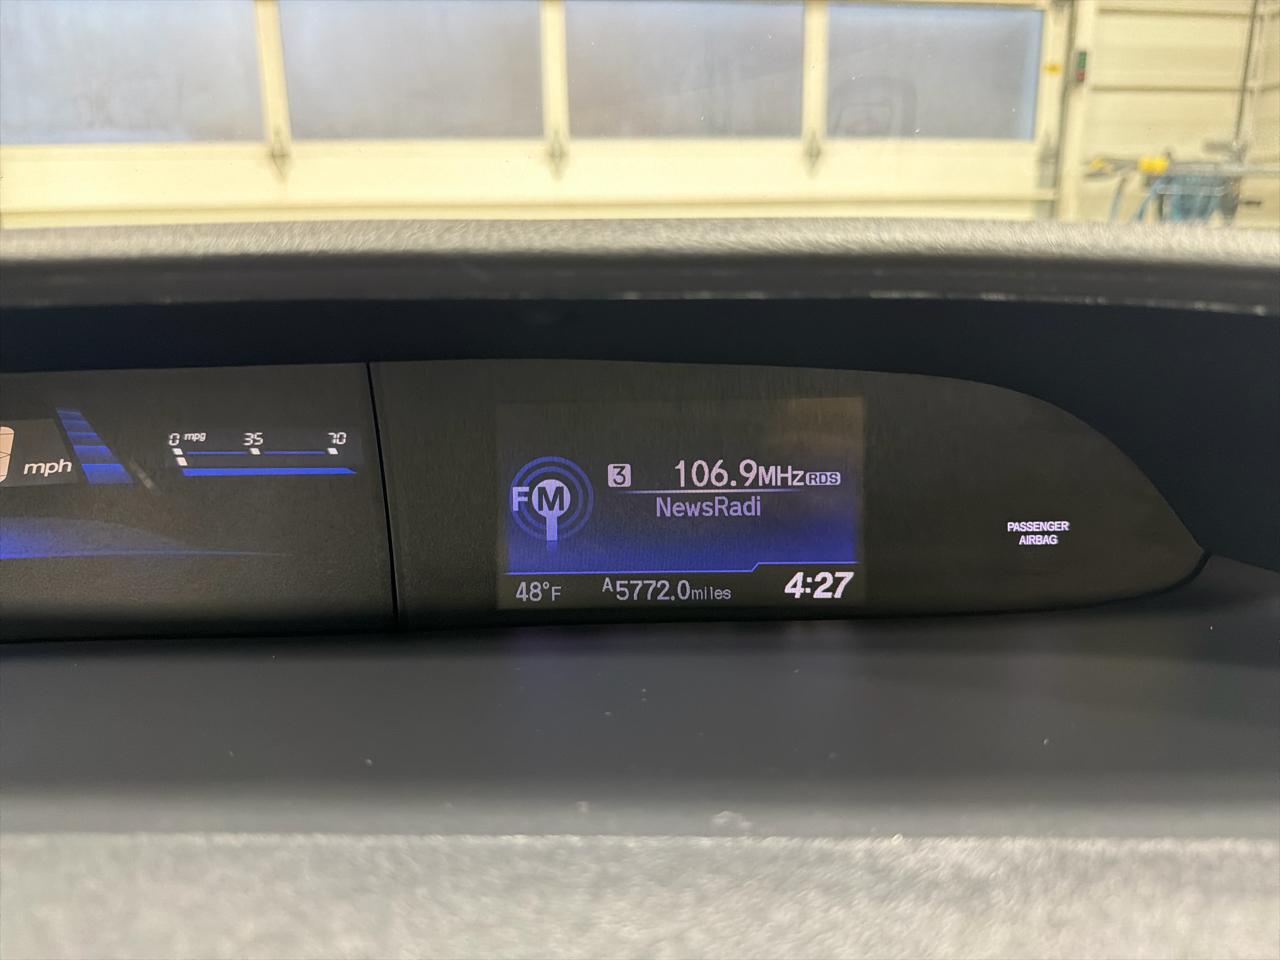 mph
0 mpg 35 70
FM
3 106.9MHz RDS
NewsRadi
48°F A5772.0miles 4:27
PASSENGER
AIRBAG